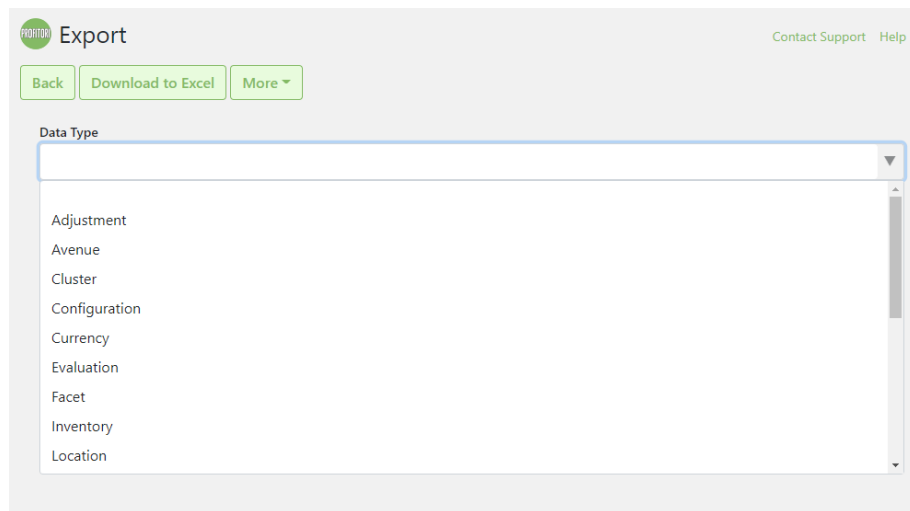 PROFITORI Export
Contact Support Help
Back Download to Excel More
Data Type
Adjustment
Avenue
Cluster
Configuration
Currency
Evaluation
Facet
Inventory
Location